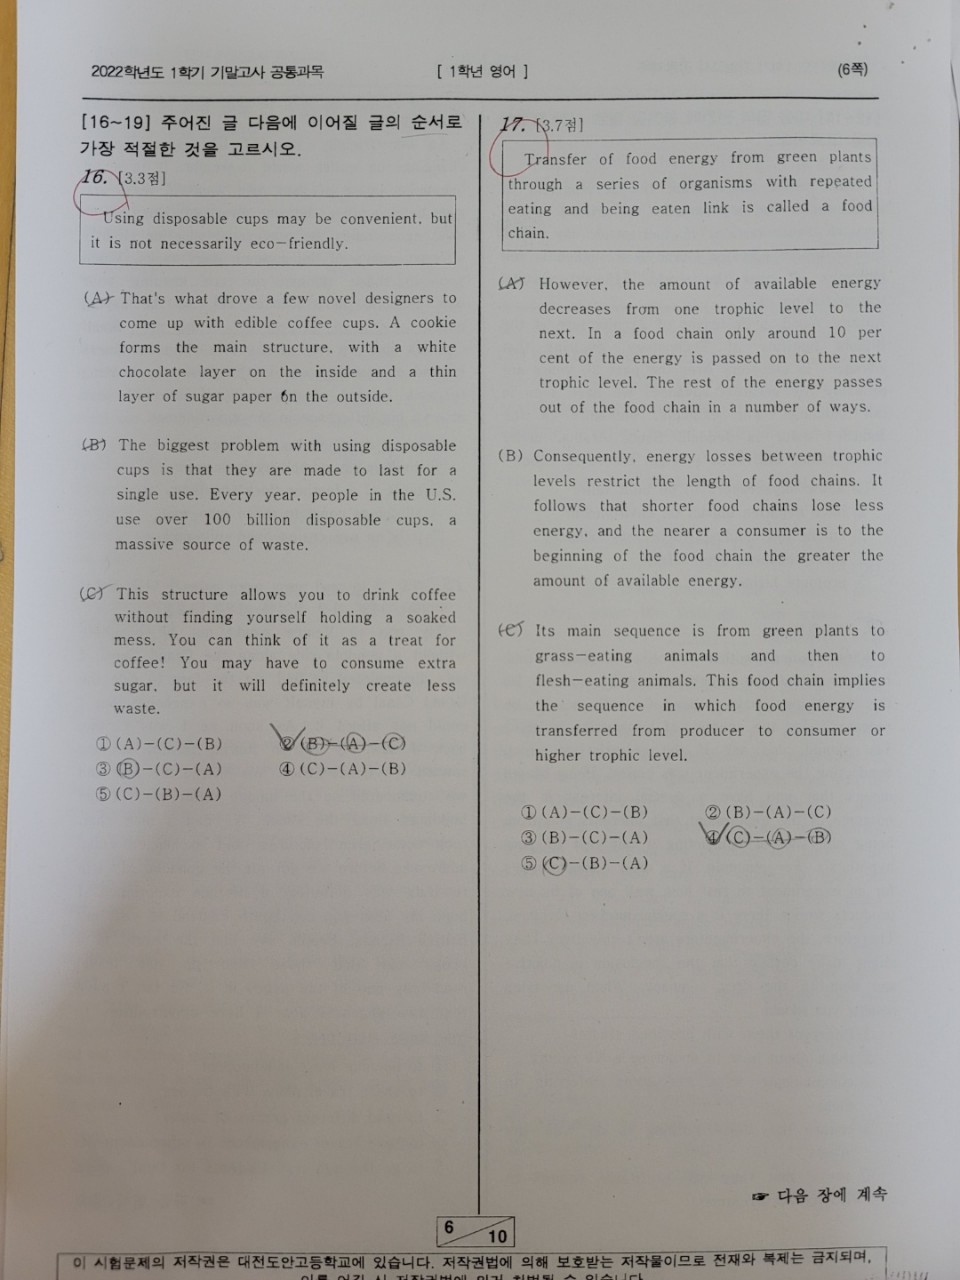 2022학년도 1학기 기말고사 공통과목
[ 1학년 영어 ]
(6쪽)
[16~19] 주어진 글 다음에 이어질 글의 순서로
가장 적절한 것을 고르시오.
16. [3.3점]
Using disposable cups may be convenient, but
it is not necessarily eco-friendly.
(A) That's what drove a few novel designers to
come up with edible coffee cups. A cookie
forms the main structure, with a white
chocolate layer on the inside and a thin
layer of sugar paper on the outside.
(B) The biggest problem with using disposable
cups is that they are made to last for a
single use. Every year, people in the U.S.
use over 100 billion disposable cups, a
massive source of waste.
(C) This structure allows you to drink coffee
without finding yourself holding a soaked
mess. You can think of it as a treat for
coffee! You may have to consume extra
sugar, but it will definitely create less
waste.
① (A)-(C)-(B) ② (B)-(A)-(C)
③ (B)-(C)-(A) ④ (C)-(A)-(B)
⑤ (C)-(B)-(A)
17. [3.7점]
Transfer of food energy from green plants
through a series of organisms with repeated
eating and being eaten link is called a food
chain.
(A) However, the amount of available energy
decreases from one trophic level to the
next. In a food chain only around 10 per
cent of the energy is passed on to the next
trophic level. The rest of the energy passes
out of the food chain in a number of ways.
(B) Consequently, energy losses between trophic
levels restrict the length of food chains. It
follows that shorter food chains lose less
energy, and the nearer a consumer is to the
beginning of the food chain the greater the
amount of available energy.
(C) Its main sequence is from green plants to
grass-eating animals and then to
flesh-eating animals. This food chain implies
the sequence in which food energy is
transferred from producer to consumer or
higher trophic level.
① (A)-(C)-(B) ② (B)-(A)-(C)
③ (B)-(C)-(A) ④ (C)-(A)-(B)
⑤ (C)-(B)-(A)
☞ 다음 장에 계속
6
10
이 시험문제의 저작권은 대전도안고등학교에 있습니다. 저작권법에 의해 보호받는 저작물이므로 전재와 복제는 금지되며,
이를 어길 시 저작권법에 의거 처벌될 수 있습니다.